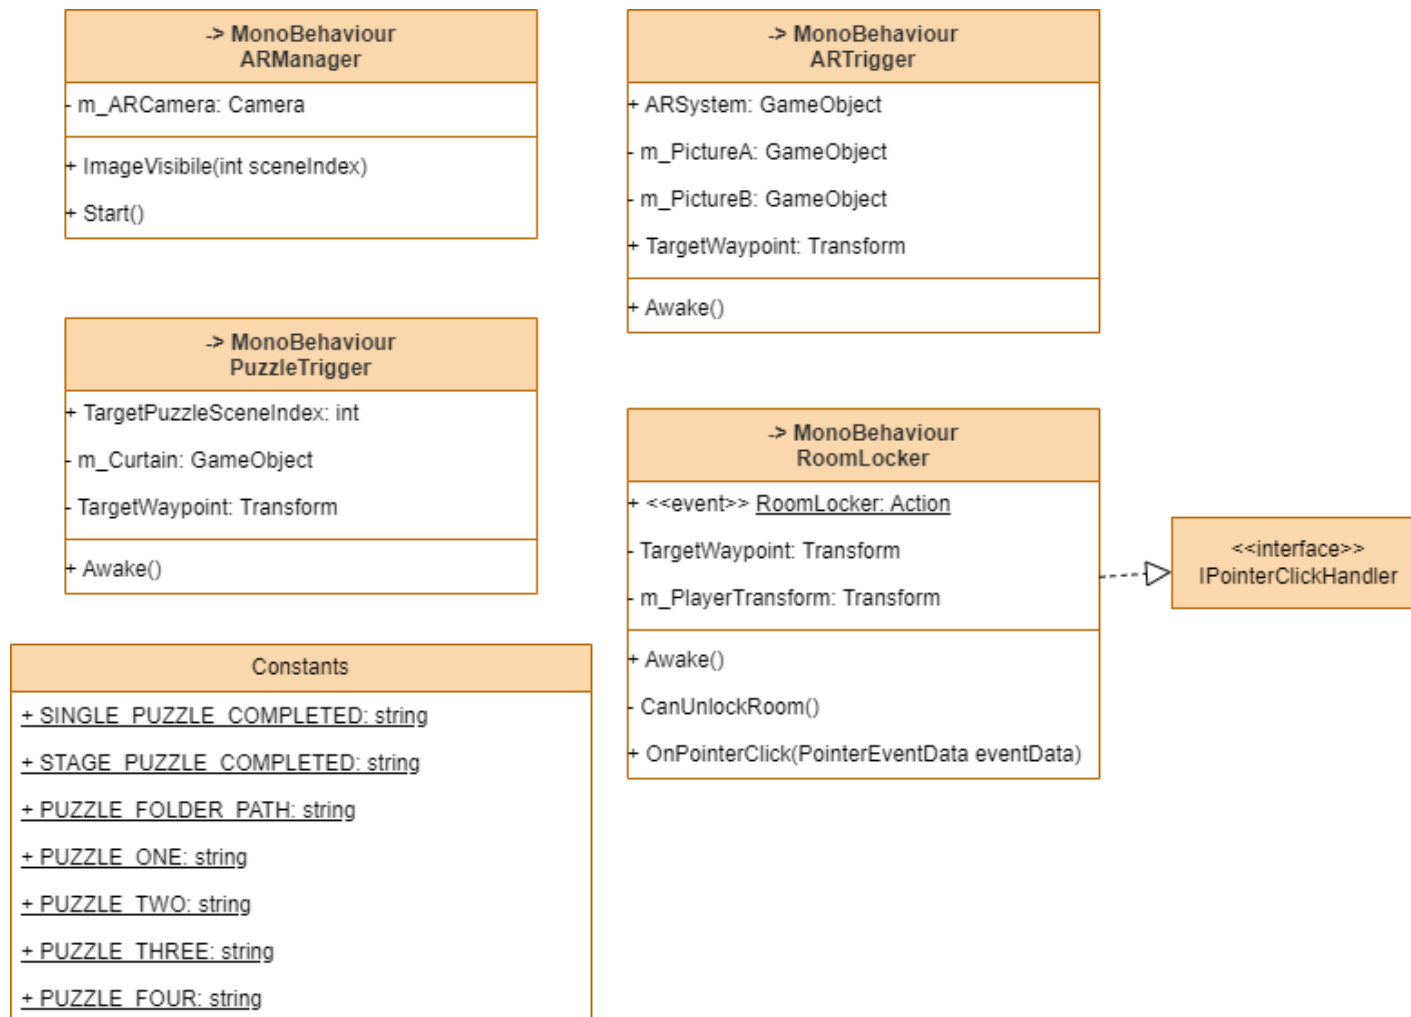 -> MonoBehaviour
ARManager
- m_ARCamera: Camera
+ ImageVisibile(int sceneIndex)
+ Start()
-> MonoBehaviour
ARTrigger
+ ARSystem: GameObject
- m_PictureA: GameObject
- m_PictureB: GameObject
+ TargetWaypoint: Transform
+ Awake()
-> MonoBehaviour
PuzzleTrigger
+ TargetPuzzleSceneIndex: int
- m_Curtain: GameObject
- TargetWaypoint: Transform
+ Awake()
-> MonoBehaviour
RoomLocker
+ <<event>> RoomLocker: Action
- TargetWaypoint: Transform
- m_PlayerTransform: Transform
+ Awake()
- CanUnlockRoom()
+ OnPointerClick(PointerEventData eventData)
<<interface>>
IPointerClickHandler
Constants
+ SINGLE_PUZZLE_COMPLETED: string
+ STAGE_PUZZLE_COMPLETED: string
+ PUZZLE_FOLDER_PATH: string
+ PUZZLE_ONE: string
+ PUZZLE_TWO: string
+ PUZZLE_THREE: string
+ PUZZLE_FOUR: string